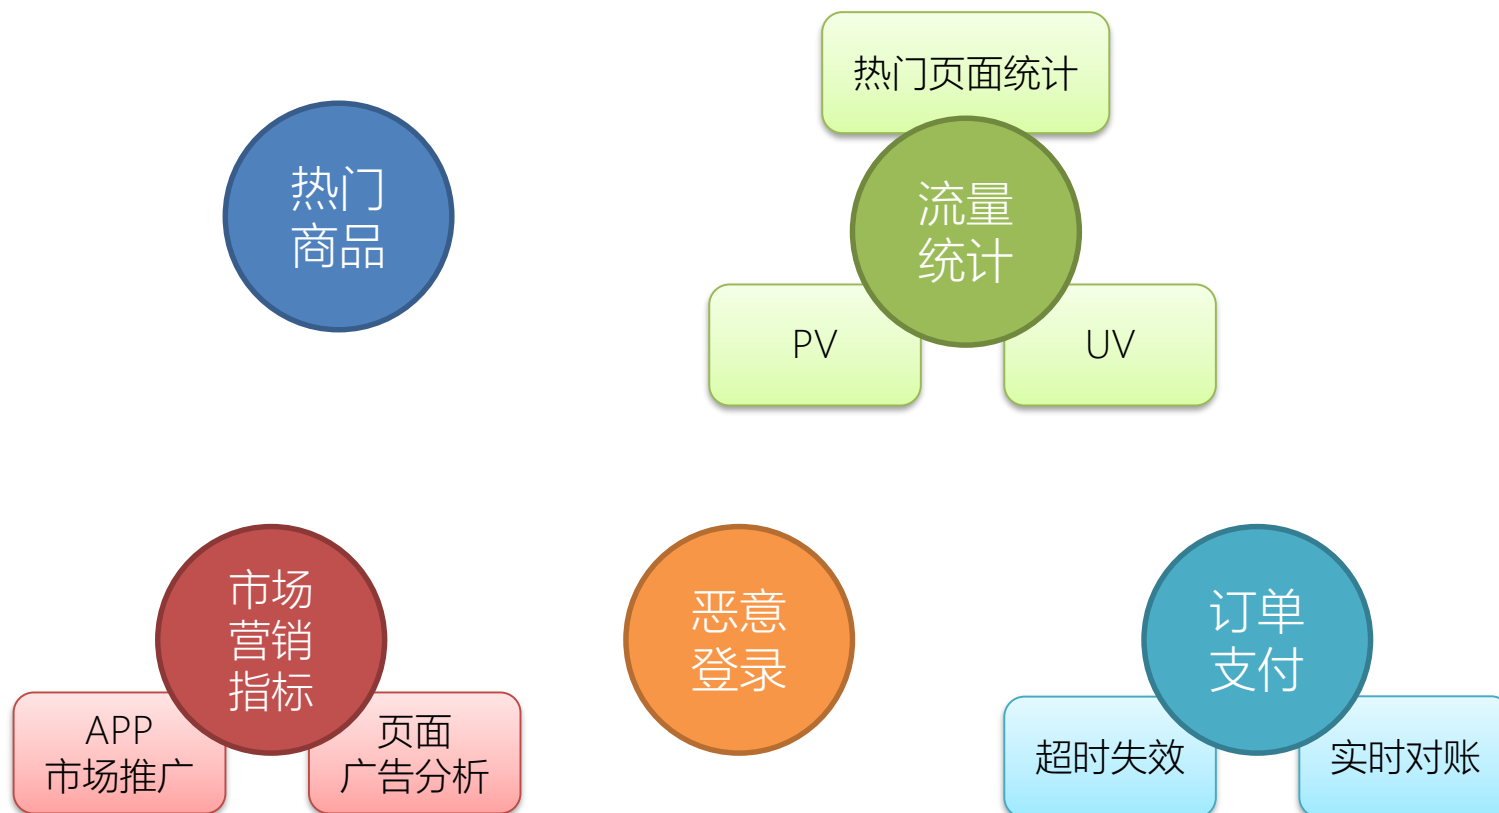 热门页面统计
热门
商品
流量
统计
PV
UV
市场
营销
指标
APP
市场推广
页面
广告分析
恶意
登录
订单
支付
超时失效
实时对账